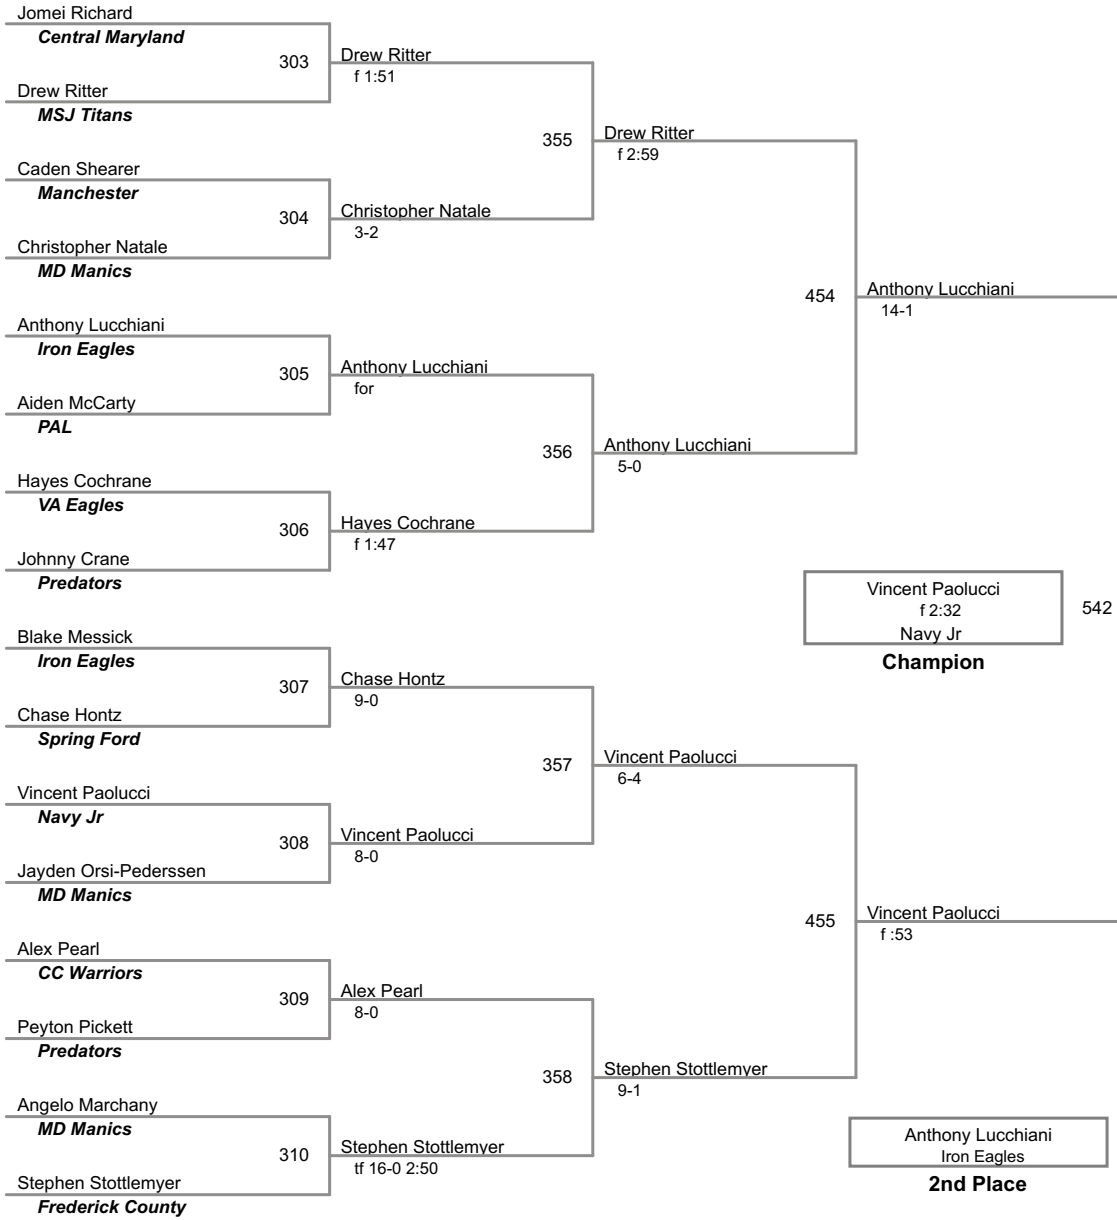 Jomei Richard
Central Maryland
303
Drew Ritter
f 1:51
Drew Ritter
MSJ Titans
355
Drew Ritter
f 2:59
Caden Shearer
Manchester
304
Christopher Natale
3-2
Christopher Natale
MD Manics
454
Anthony Lucchiani
14-1
Anthony Lucchiani
Iron Eagles
305
Anthony Lucchiani
for
Aiden McCarty
PAL
356
Anthony Lucchiani
5-0
Hayes Cochrane
VA Eagles
306
Hayes Cochrane
f 1:47
Johnny Crane
Predators
Vincent Paolucci
f 2:32
Navy Jr
542
Champion
Blake Messick
Iron Eagles
307
Chase Hontz
9-0
Chase Hontz
Spring Ford
357
Vincent Paolucci
6-4
Vincent Paolucci
Navy Jr
308
Vincent Paolucci
8-0
Jayden Orsi-Pederssen
MD Manics
455
Vincent Paolucci
f :53
Alex Pearl
CC Warriors
309
Alex Pearl
8-0
Peyton Pickett
Predators
358
Stephen Stottlemyer
9-1
Angelo Marchany
MD Manics
310
Stephen Stottlemyer
tf 16-0 2:50
Stephen Stottlemyer
Frederick County
Anthony Lucchiani
Iron Eagles
2nd Place